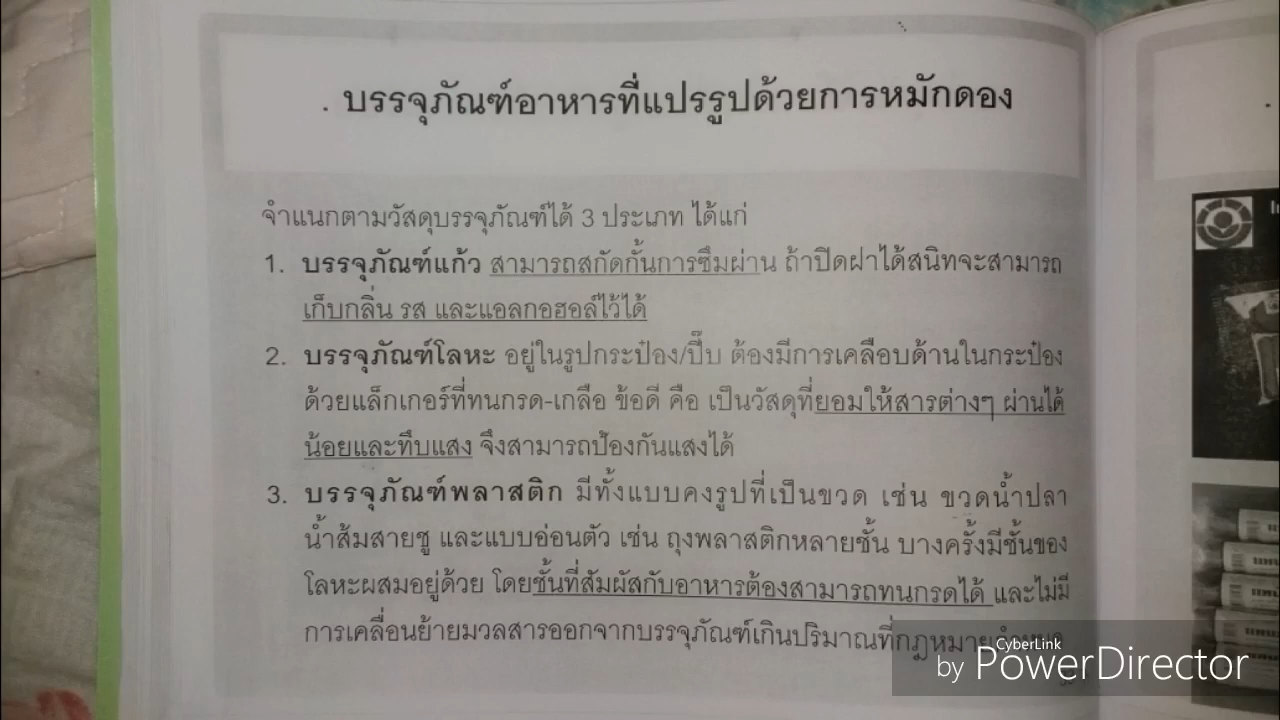 . บรรจุภัณฑ์อาหารที่แปรรูปด้วยการหมักดอง
จำแนกตามวัสดุบรรจุภัณฑ์ได้ 3 ประเภท ได้แก่
1. บรรจุภัณฑ์แก้ว สามารถสกัดกั้นการซึมผ่าน ถ้าปิดฝาได้สนิทจะสามารถ
เก็บกลิ่น รส และแอลกอฮอล์ไว้ได้
2. บรรจุภัณฑ์โลหะ อยู่ในรูปกระป๋อง/ปี๊บ ต้องมีการเคลือบด้านในกระป๋อง
ด้วยแล็กเกอร์ที่ทนกรด-เกลือ ข้อดี คือ เป็นวัสดุที่ยอมให้สารต่างๆ ผ่านได้
น้อยและทึบแสง จึงสามารถป้องกันแสงได้
3. บรรจุภัณฑ์พลาสติก มีทั้งแบบคงรูปที่เป็นขวด เช่น ขวดน้ำปลา
น้ำส้มสายชู และแบบอ่อนตัว เช่น ถุงพลาสติกหลายชั้น บางครั้งมีชั้นของ
โลหะผสมอยู่ด้วย โดยชั้นที่สัมผัสกับอาหารต้องสามารถทนกรดได้ และไม่มี
การเคลื่อนย้ายมวลสารออกจากบรรจุภัณฑ์เกินปริมาณที่กฎหมายกำหนด
CyberLink
by PowerDirector